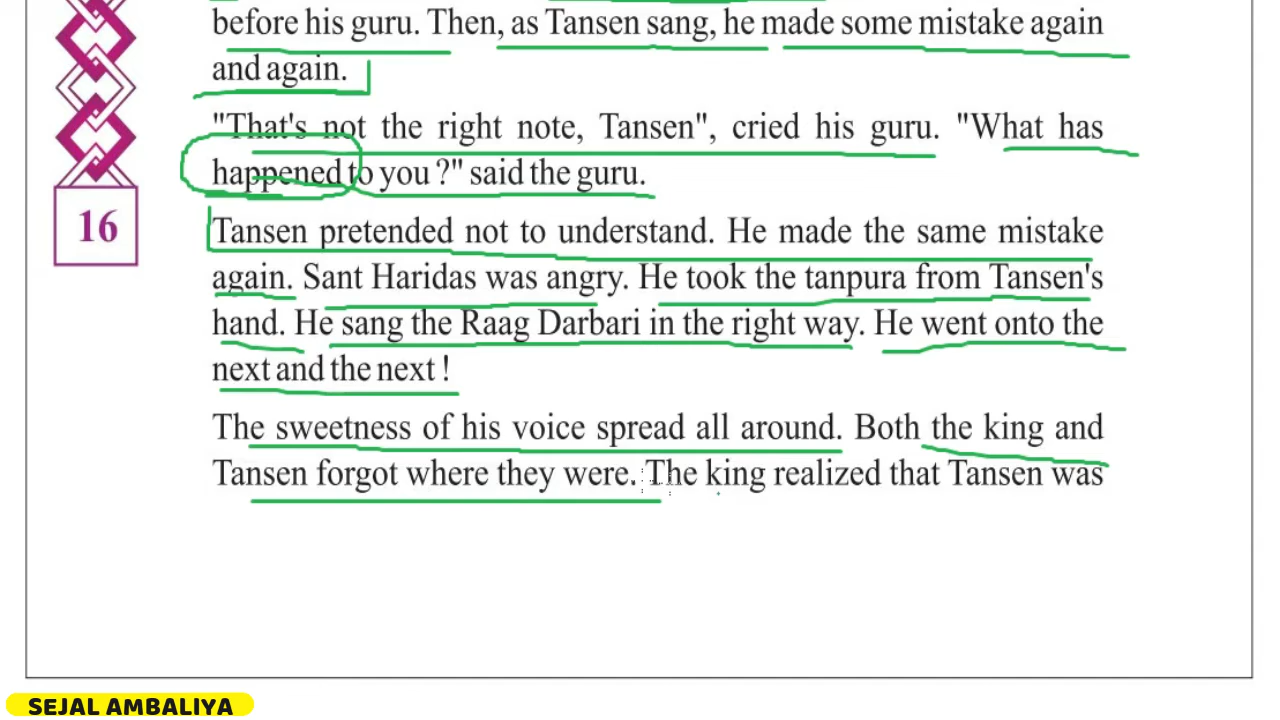 before his guru. Then, as Tansen sang, he made some mistake again
and again.
"That's not the right note, Tansen", cried his guru. "What has
happened to you ?" said the guru.
16
Tansen pretended not to understand. He made the same mistake
again. Sant Haridas was angry. He took the tanpura from Tansen's
hand. He sang the Raag Darbari in the right way. He went onto the
next and the next !
The sweetness of his voice spread all around. Both the king and
Tansen forgot where they were. The king realized that Tansen was
SEJAL AMBALIYA